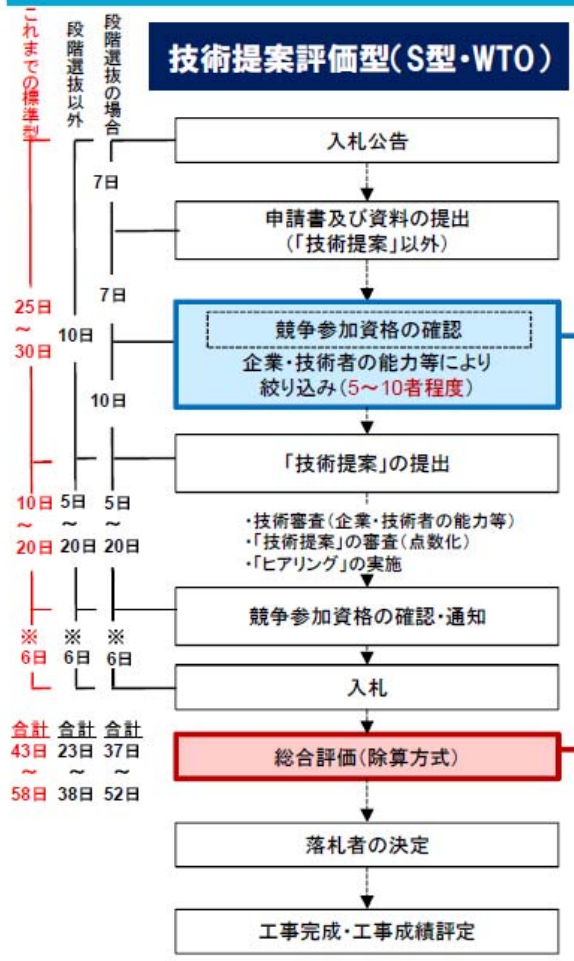 技術提案評価型(S型・WTO)
これまでの標準型
段階選抜以外
段階選抜の場合
入札公告
7日
申請書及び資料の提出
(「技術提案」以外)
7日
25日
~
30日
10日
競争参加資格の確認
企業・技術者の能力等により
絞り込み(5~10者程度)
10日
「技術提案」の提出
10日
~
20日
5日
~
20日
5日
~
20日
・技術審査(企業・技術者の能力等)
・「技術提案」の審査(点数化)
・「ヒアリング」の実施
競争参加資格の確認・通知
※
6日
※
6日
※
6日
入札
合計
43日
~
58日
合計
23日
~
38日
合計
37日
~
52日
総合評価(除算方式)
落札者の決定
工事完成・工事成績評定